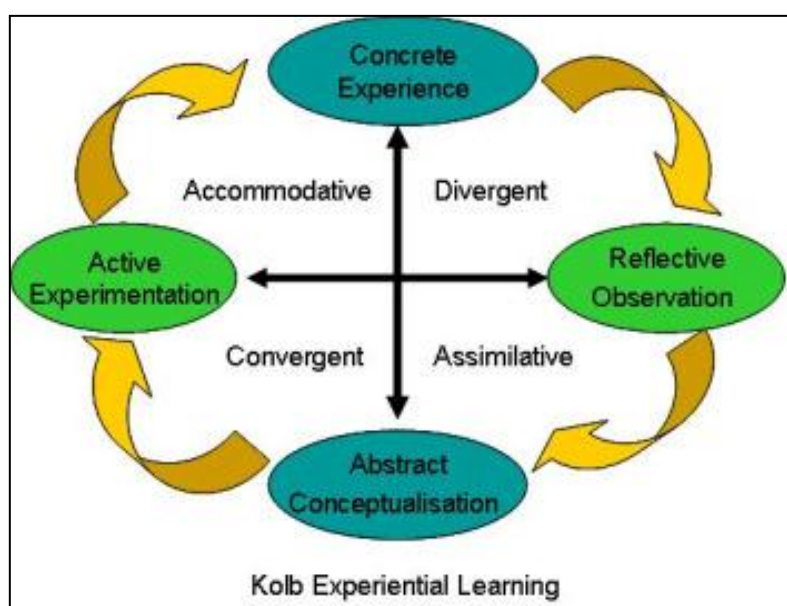 Concrete
Experience
Accommodative
Divergent
Active
Experimentation
Reflective
Observation
Convergent
Assimilative
Abstract
Conceptualisation
Kolb Experiential Learning